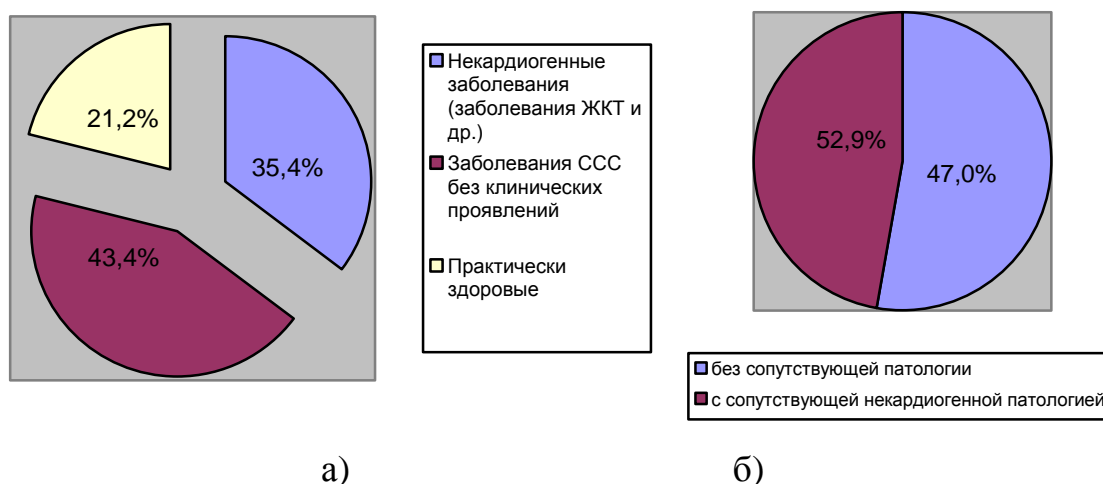 21,2%
35,4%
43,4%
Некардиогенные
заболевания
(заболевания ЖКТ и
др.)
Заболевания ССС
без клинических
проявлений
Практически
здоровые
52,9%
47,0%
без сопутствующей патологии
с сопутствующей некардиогенной патологией
а)
б)